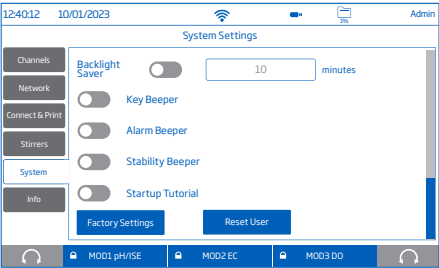 12:40:12 10/01/2023 1% Admin
System Settings
Channels
Network
Connect & Print
Stirrers
System
Info
Backlight
Saver 10 minutes
Key Beeper
Alarm Beeper
Stability Beeper
Startup Tutorial
Factory Settings Reset User
MOD1 pH/ISE MOD2 EC MOD3 DO